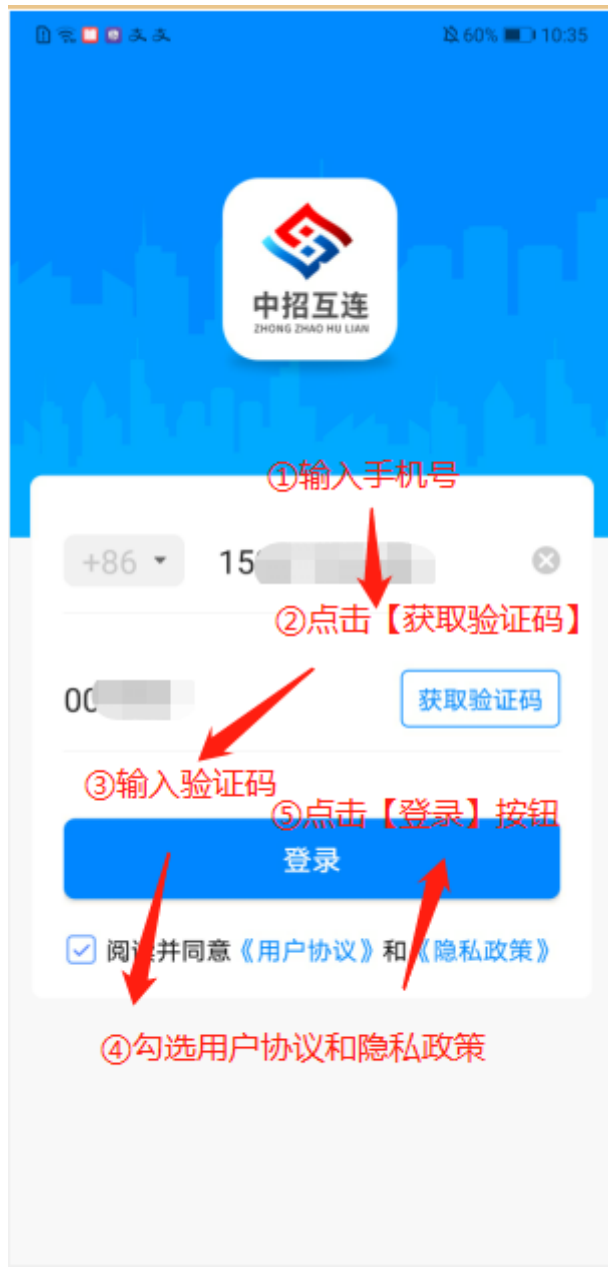 60% 10:35
中招互连
ZHONG ZHAO HU LIAN
①输入手机号
+86 15
②点击【获取验证码】
00 获取验证码
③输入验证码
⑤点击【登录】按钮
登录
阅读并同意《用户协议》和《隐私政策》
④勾选用户协议和隐私政策